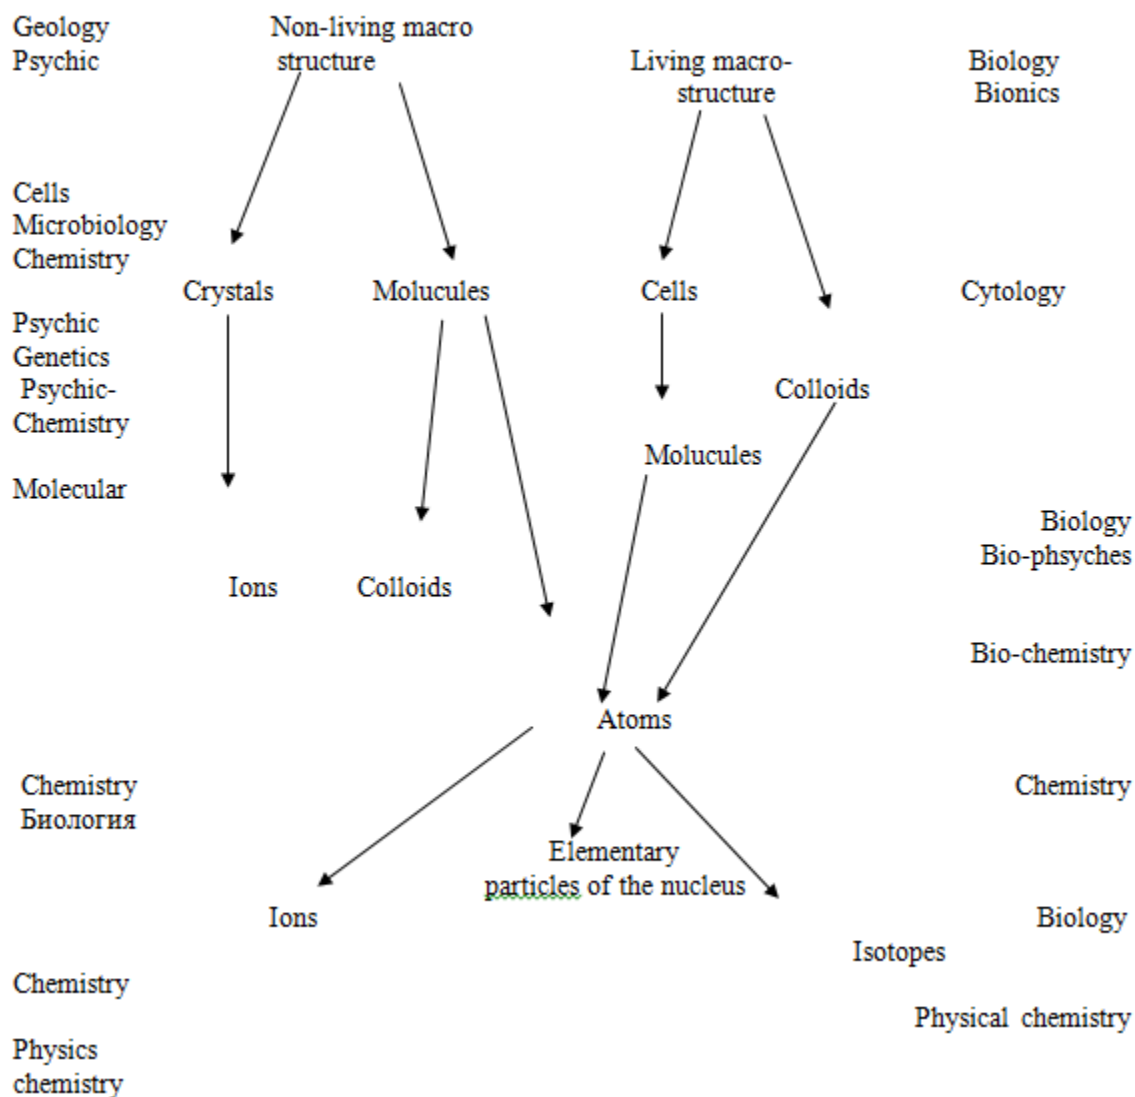 Geology
Non-living macro
Psychic
structure
Living macro-
structure
Biology
Bionics
Cells
Microbiology
Chemistry
Crystals
Molucules
Cells
Cytology
Psychic
Genetics
Psychic-
Chemistry
Colloids
Molucules
Molecular
Biology
Bio-phsyches
Ions
Colloids
Bio-chemistry
Atoms
Chemistry
Биология
Chemistry
Elementary
particles of the nucleus
Ions
Biology
Isotopes
Chemistry
Physical chemistry
Physics
chemistry